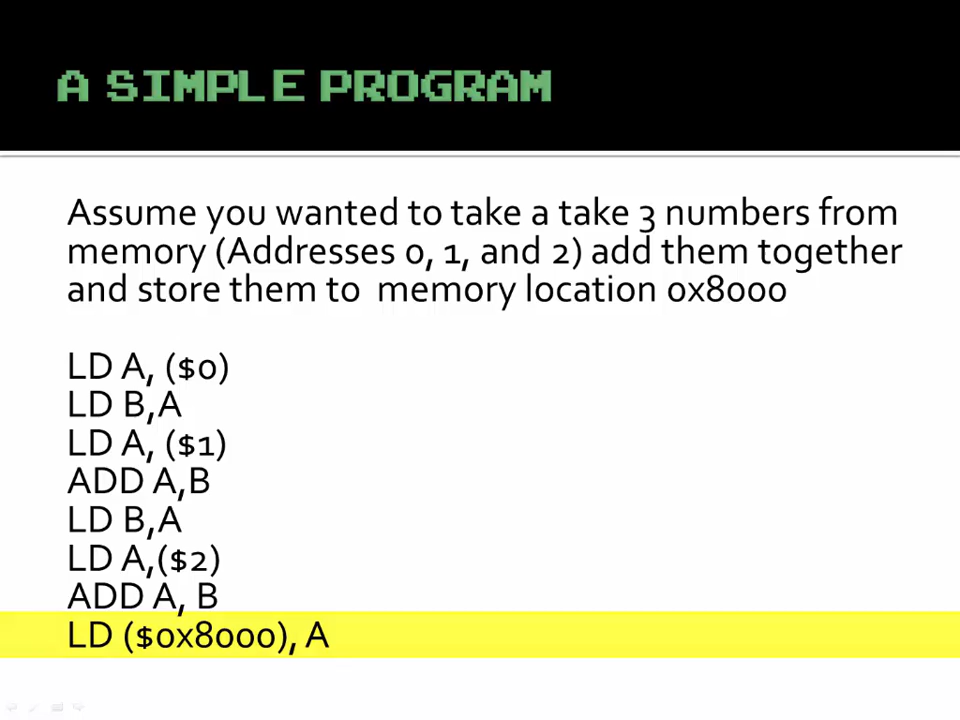 A SIMPLE PROGRAM
Assume you wanted to take a take 3 numbers from
memory (Addresses 0, 1, and 2) add them together
and store them to memory location 0x8000
LD A, ($0)
LD B,A
LD A, ($1)
ADD A,B
LD B,A
LD A,($2)
ADD A, B
LD ($0x8000), A